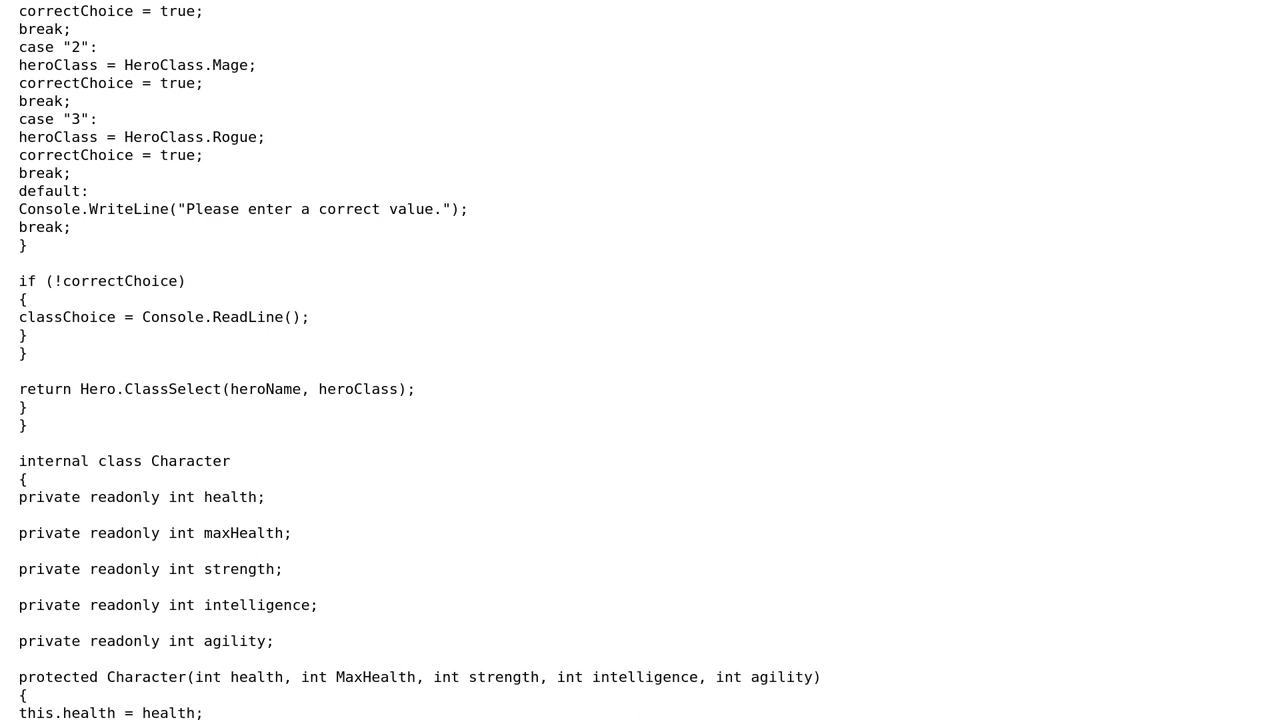 correctChoice = true;
break;
case "2":
heroClass = HeroClass.Mage;
correctChoice = true;
break;
case "3":
heroClass = HeroClass.Rogue;
correctChoice = true;
break;
default:
Console.WriteLine("Please enter a correct value.");
break;
}

if (!correctChoice)
{
classChoice = Console.ReadLine();
}
}

return Hero.ClassSelect(heroName, heroClass);
}
}

internal class Character
{
private readonly int health;

private readonly int maxHealth;

private readonly int strength;

private readonly int intelligence;

private readonly int agility;

protected Character(int health, int MaxHealth, int strength, int intelligence, int agility)
{
this.health = health;